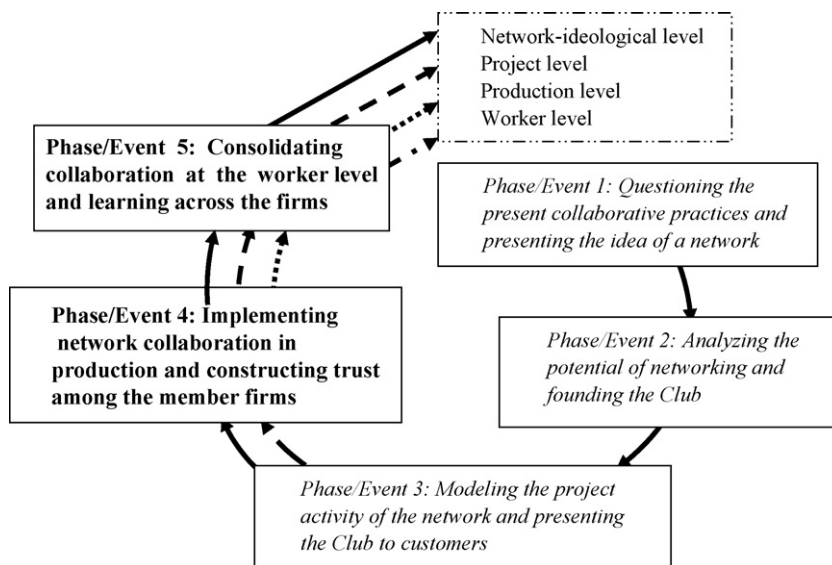 Network-ideological level
Project level
Production level
Worker level
Phase/Event 5: Consolidating
collaboration at the worker level
and learning across the firms
Phase/Event 1: Questioning the
present collaborative practices and
presenting the idea of a network
Phase/Event 4: Implementing
network collaboration in
production and constructing trust
among the member firms
Phase/Event 2: Analyzing the
potential of networking and
founding the Club
Phase/Event 3: Modeling the project
activity of the network and presenting
the Club to customers